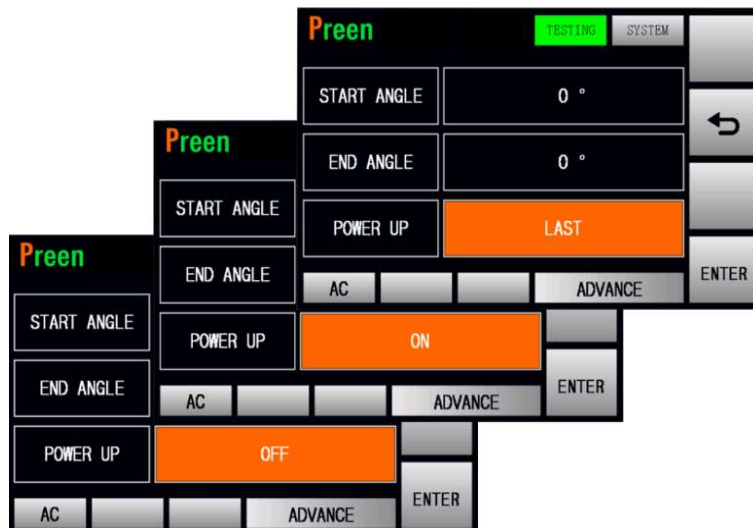 Preen TESTING SYSTEM
START ANGLE 0 °
END ANGLE 0 °
POWER UP LAST
AC ADVANCE ENTER
Preen
START ANGLE
END ANGLE
POWER UP ON
AC ADVANCE ENTER
Preen
START ANGLE
END ANGLE
POWER UP OFF
AC ADVANCE ENTER